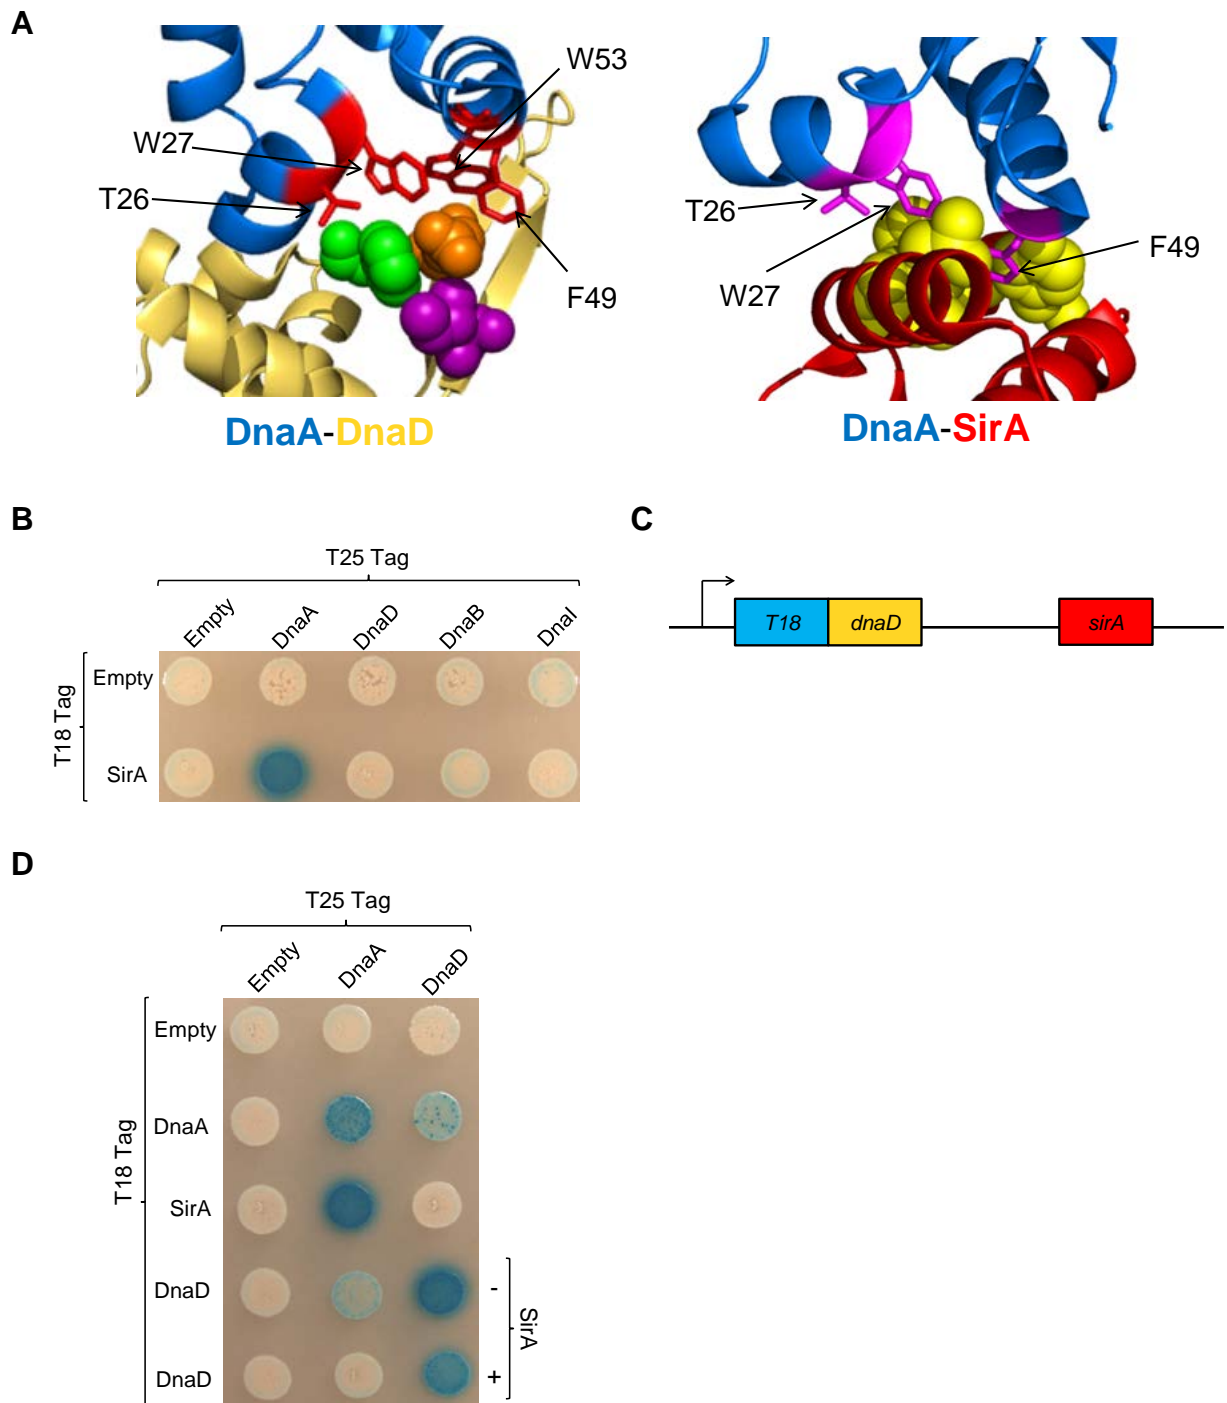 A
W53
W27
T26
F49
DnaA-DnaD
T26
W27
F49
DnaA-SirA
B
T25 Tag
Empty
DnaA
DnaD
DnaB
DnaI
T18 Tag
Empty
SirA
C
T18
dnaD
sirA
D
T25 Tag
Empty
DnaA
DnaD
T18 Tag
Empty
DnaA
SirA
DnaD
-
DnaD
+
SirA